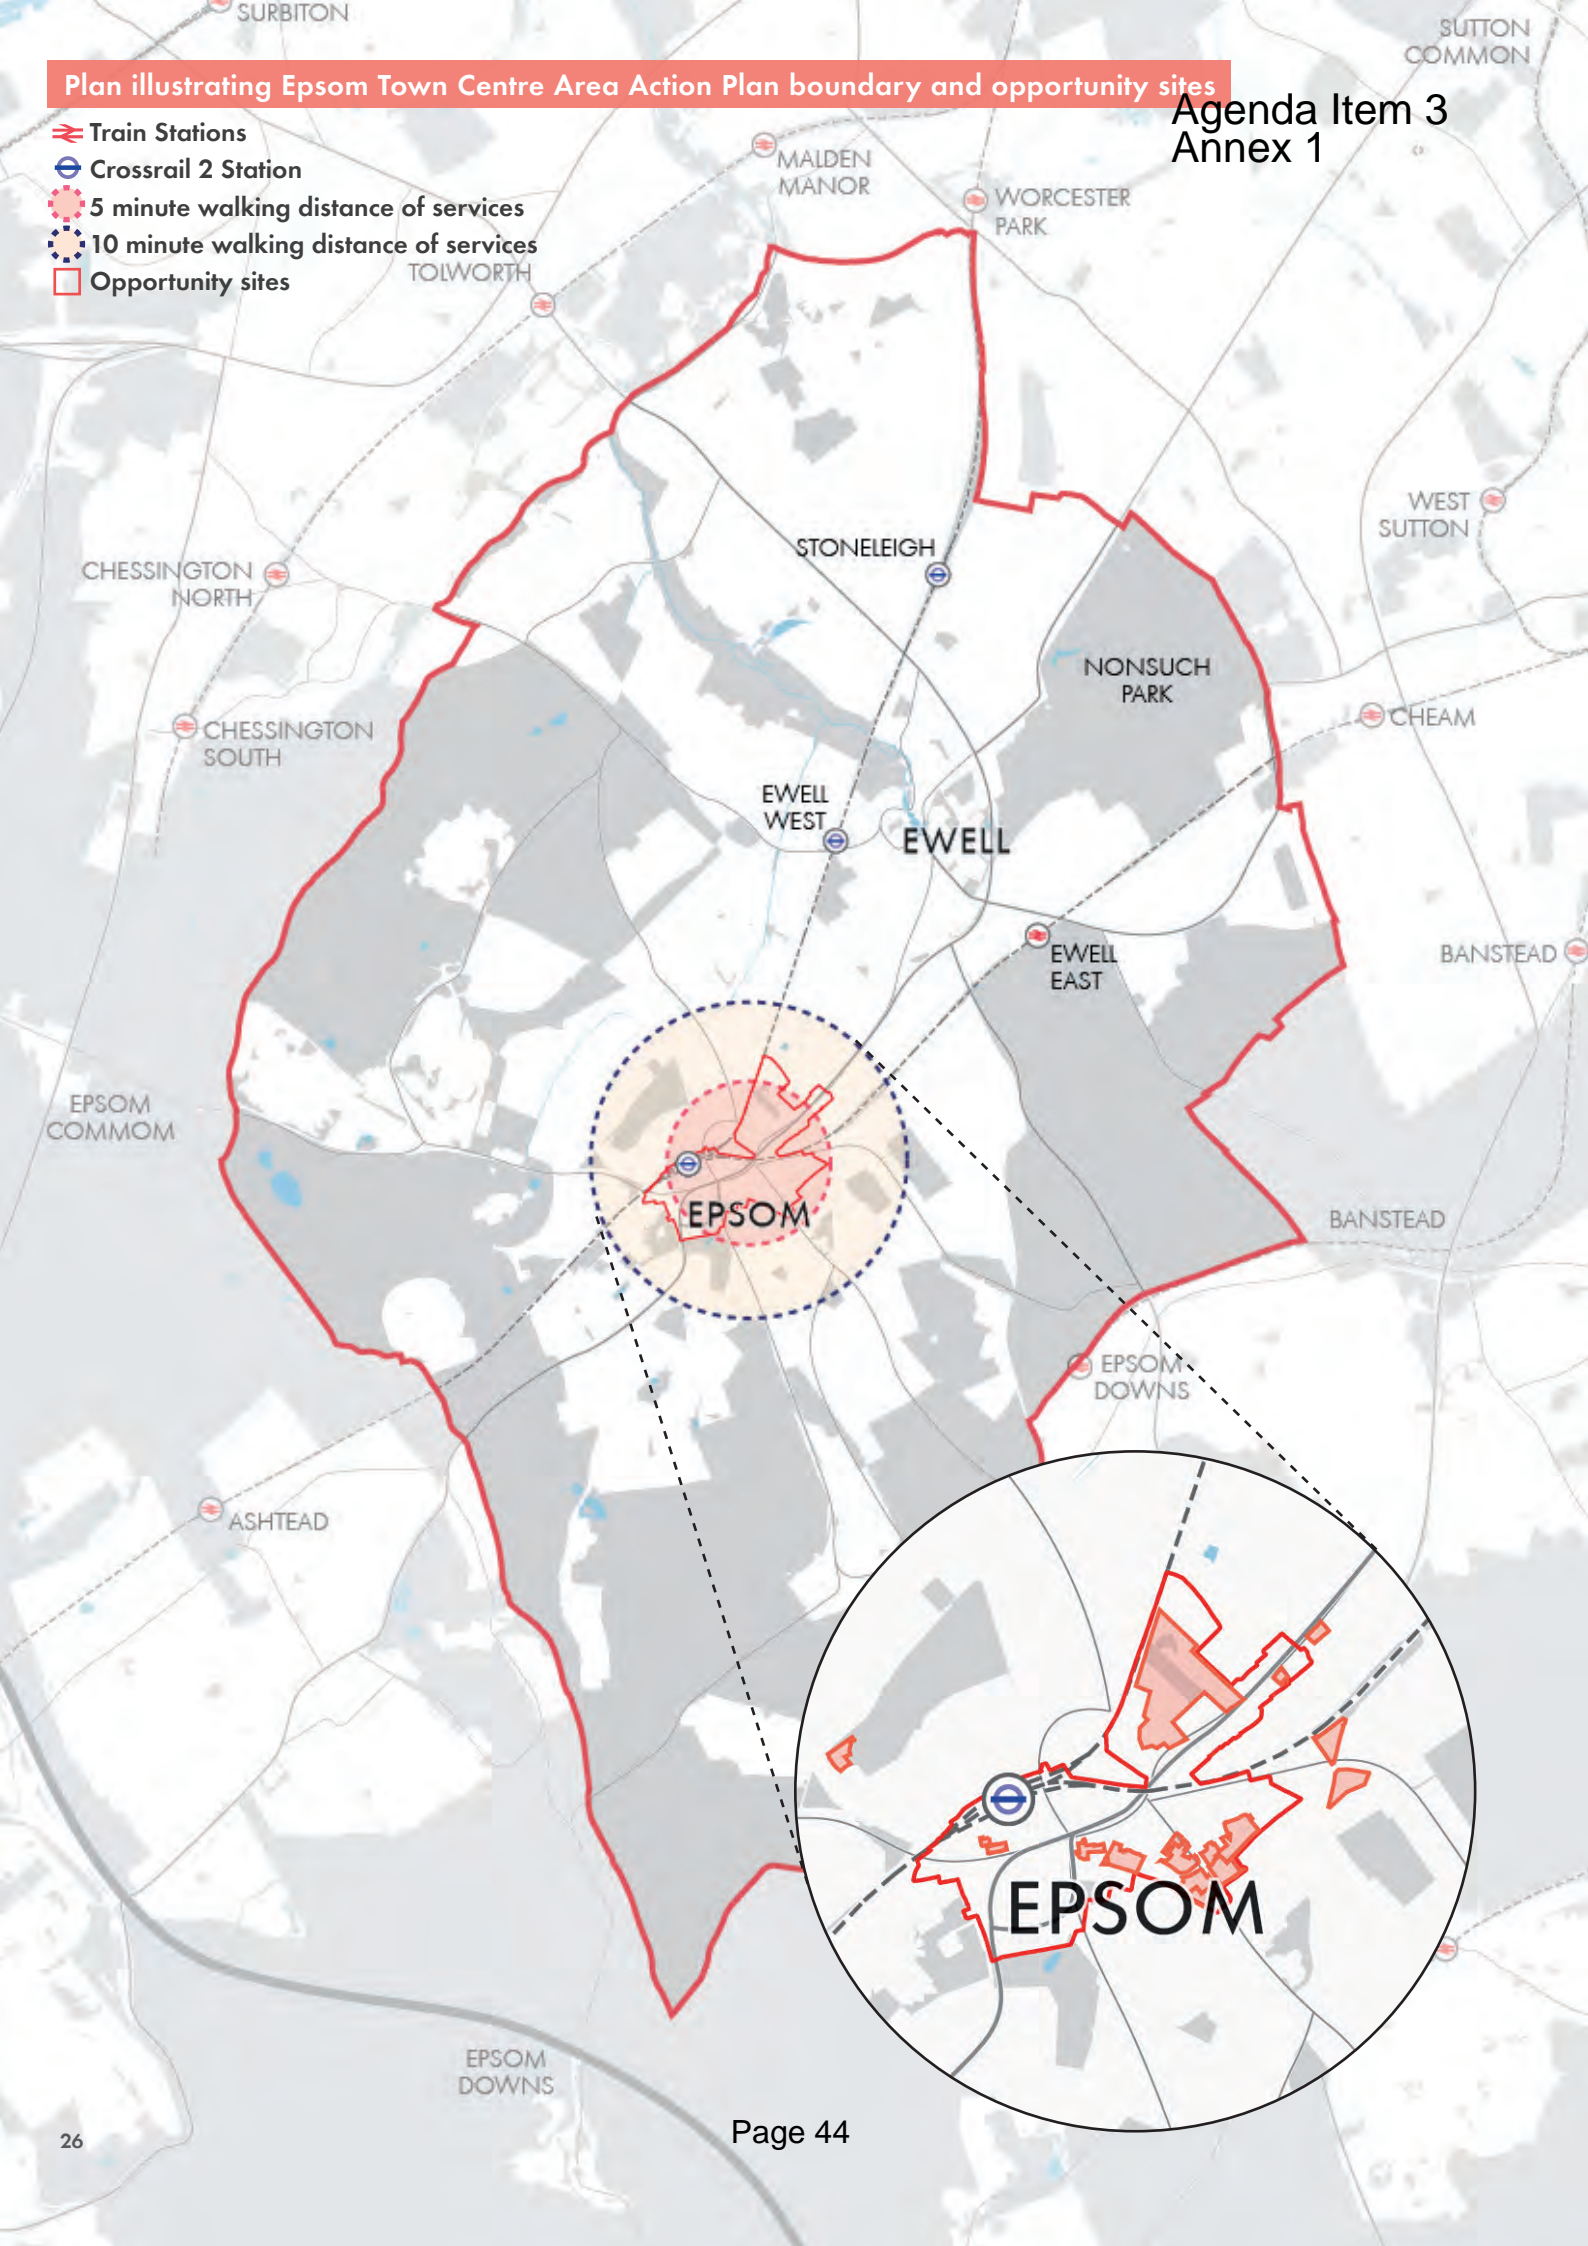 SURBITON
SUTTON
COMMON
Plan illustrating Epsom Town Centre Area Action Plan boundary and opportunity sites
Agenda Item 3
Annex 1
Train Stations
Crossrail 2 Station
5 minute walking distance of services
10 minute walking distance of services
Opportunity sites
MALDEN
MANOR
WORCESTER
PARK
TOLWORTH
WEST
SUTTON
STONELEIGH
CHESSINGTON
NORTH
NONSUCH
PARK
CHESSINGTON
SOUTH
CHEAM
EWELL
WEST
EWELL
EWELL
EAST
BANSTEAD
EPSOM
COMMOM
EPSOM
BANSTEAD
EPSOM
DOWNS
ASHTEAD
EPSOM
EPSOM
DOWNS
Page 44
26